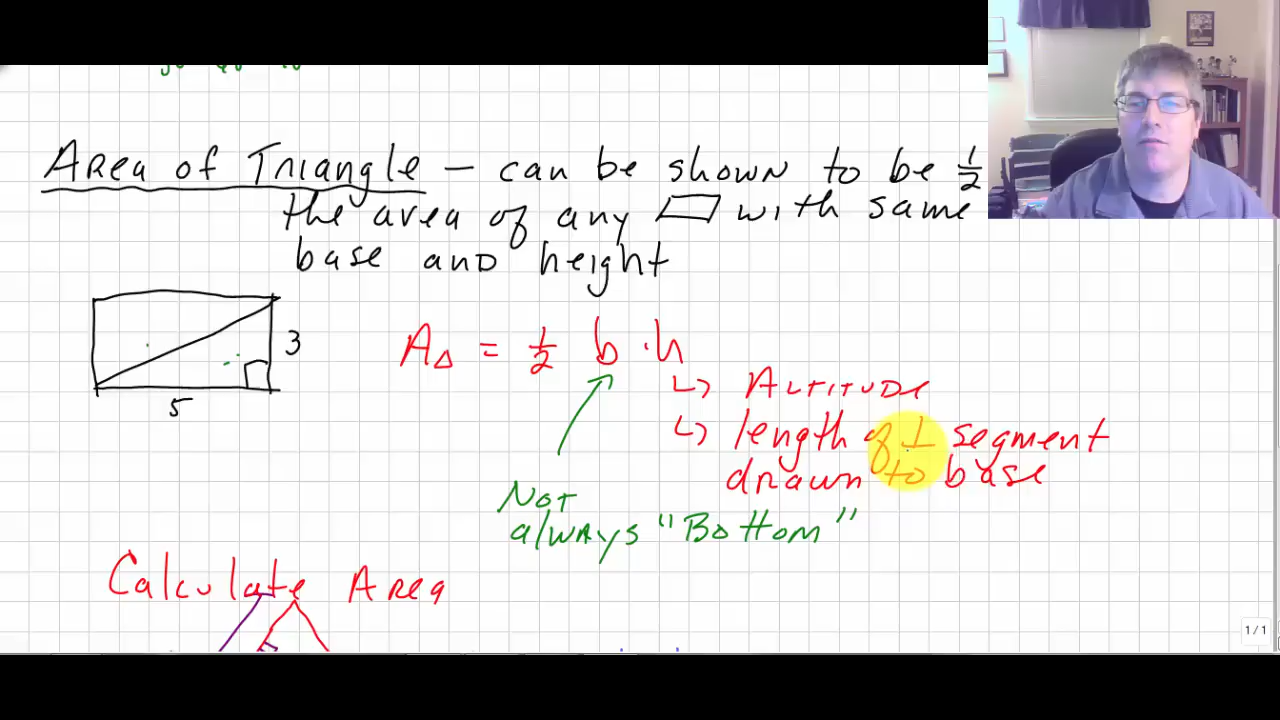 Area of Triangle – can be shown to be 1/2
the area of any ▱ with same
base and height
3
5
A△ = 1/2 b · h
↳ Altitude
↳ length of ⊥ segment
drawn to base
Not
always "Bottom"
Calculate Area
1/1